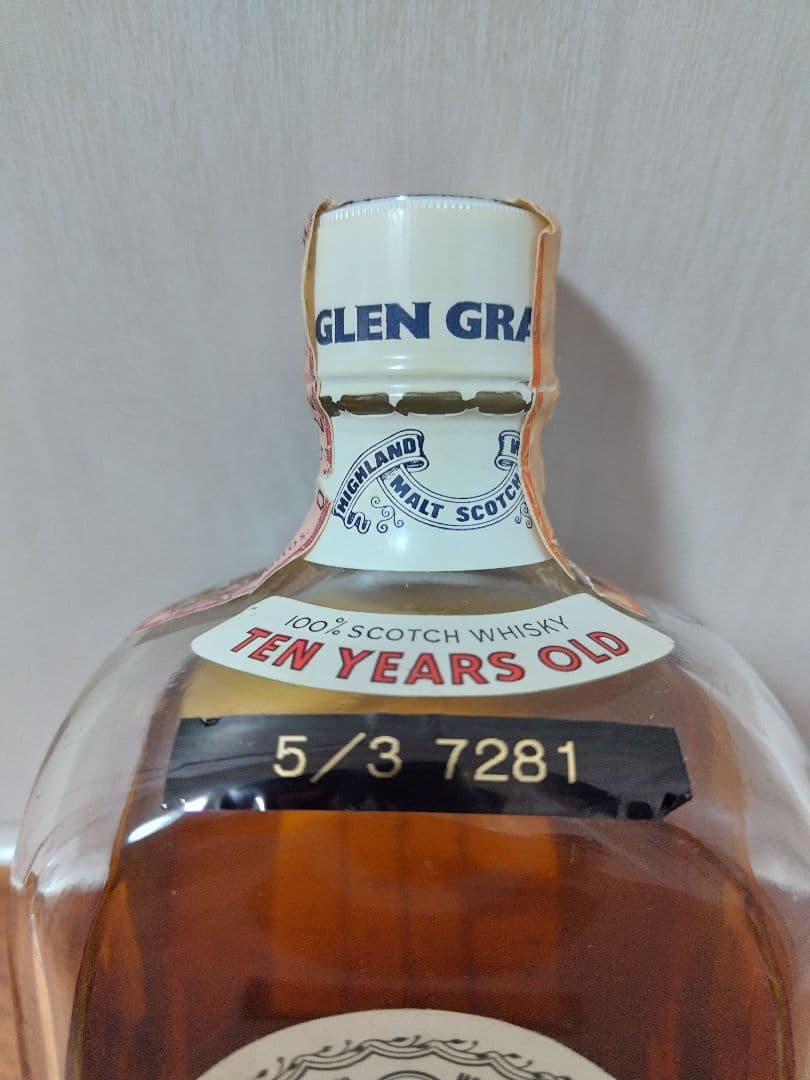 GLEN GRA
HIGHLAND
MALT SCOTCH
100% SCOTCH WHISKY
TEN YEARS OLD
5/3 7281